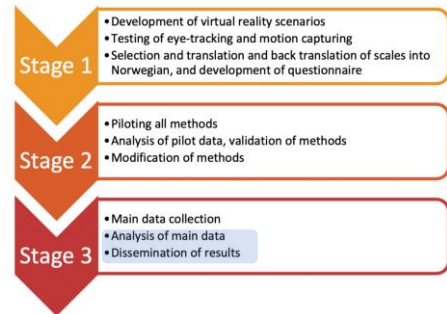 Stage 1
•Development of virtual reality scenarios
•Testing of eye-tracking and motion capturing
•Selection and translation and back translation of scales into
Norwegian, and development of questionnaire
Stage 2
•Piloting all methods
•Analysis of pilot data, validation of methods
•Modification of methods
Stage 3
•Main data collection
•Analysis of main data
•Dissemination of results